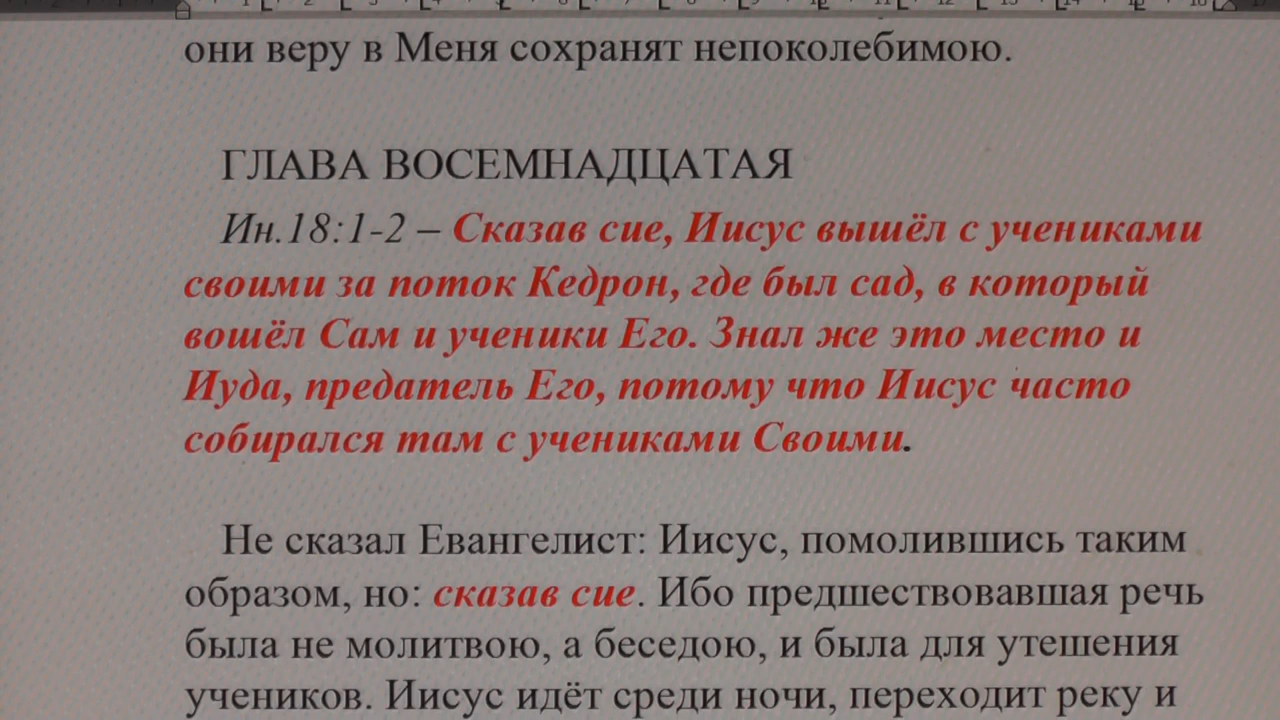 они веру в Меня сохранят непоколебимою.
ГЛАВА ВОСЕМНАДЦАТАЯ
Ин.18:1-2 – Сказав сие, Иисус вышёл с учениками
своими за поток Кедрон, где был сад, в который
вошёл Сам и ученики Его. Знал же это место и
Иуда, предатель Его, потому что Иисус часто
собирался там с учениками Своими.
Не сказал Евангелист: Иисус, помолившись таким
образом, но: сказав сие. Ибо предшествовавшая речь
была не молитвою, а беседою, и была для утешения
учеников. Иисус идёт среди ночи, переходит реку и